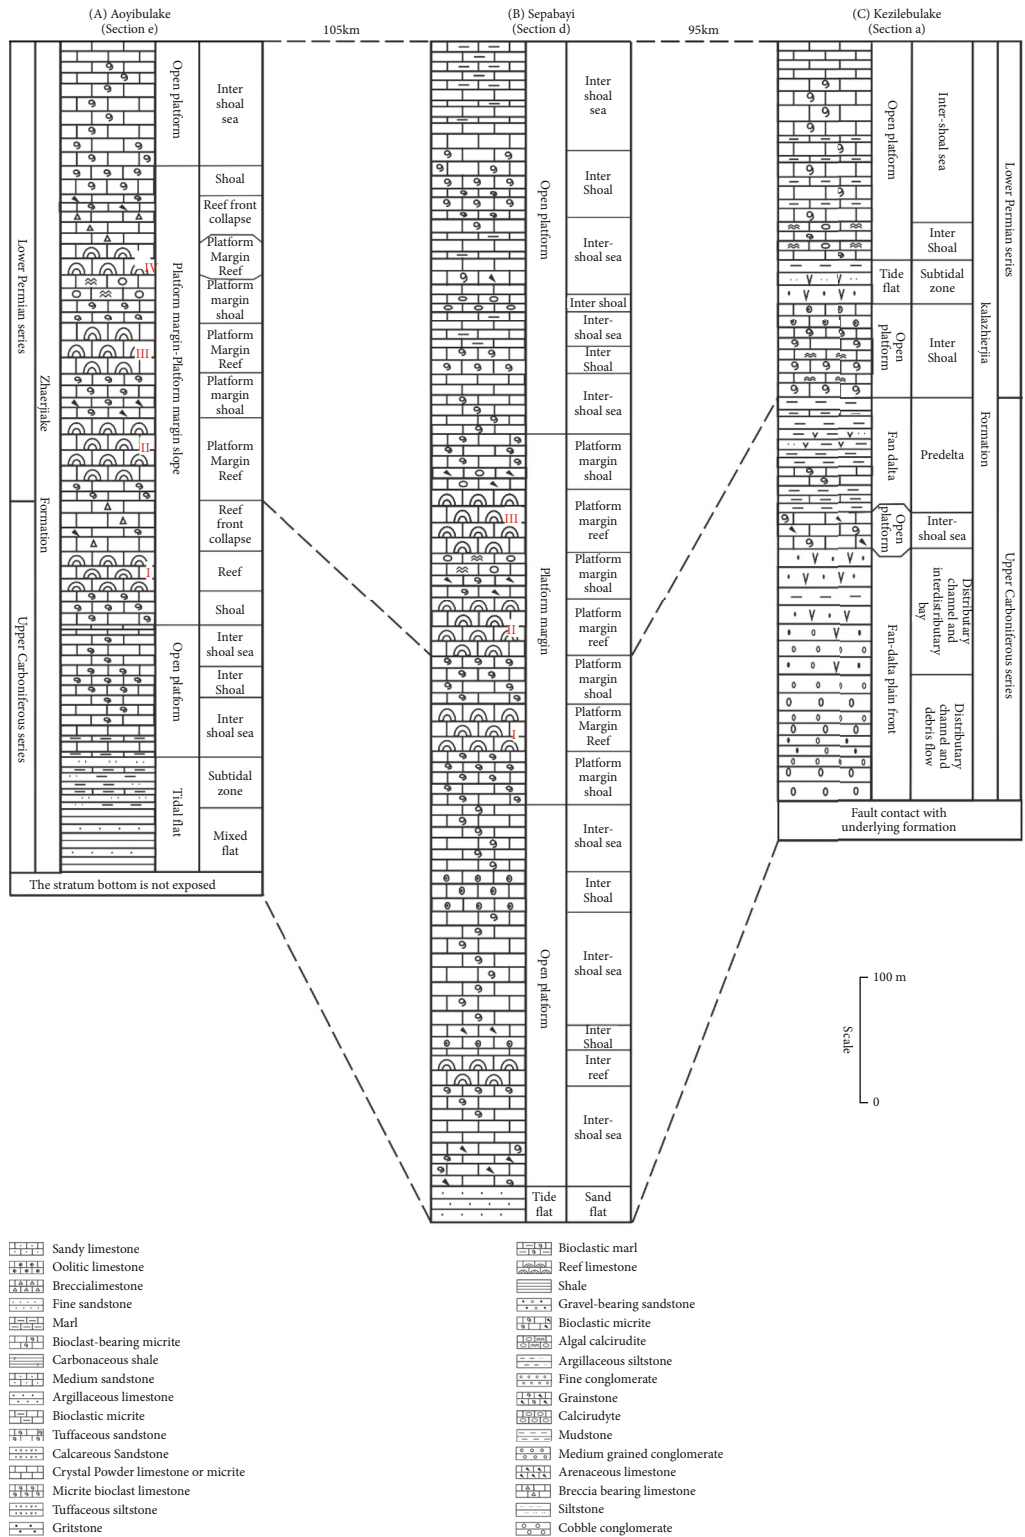 (A) Aoyibulake
(Section e)
105km
(B) Sepabayi
(Section d)
95km
(C) Kezilebulake
(Section a)
Lower Permian series
Upper Carboniferous series
Zhaerjiake
Formation
Open platform
Platform margin-Platform margin slope
Open platform
Tidal flat
Inter
shoal
sea
Shoal
Reef front
collapse
Platform
Margin
Reef
Platform
margin
shoal
Platform
Margin
Reef
Platform
margin
shoal
Platform
Margin
Reef
Reef
front
collapse
Reef
Shoal
Inter
shoal sea
Inter
Shoal
Inter
shoal sea
Subtidal
zone
Mixed
flat
IV
III
II
I
The stratum bottom is not exposed
Open platform
Platform margin
Open platform
Tide
flat
Inter
shoal
sea
Inter
Shoal
Inter-
shoal sea
Inter shoal
Inter-
shoal sea
Inter
Shoal
Inter-
shoal sea
Platform
margin
shoal
Platform
margin
reef
Platform
margin
shoal
Platform
margin
reef
Platform
margin
shoal
Platform
Margin
Reef
Platform
margin
shoal
Inter-
shoal sea
Inter
Shoal
Inter-
shoal sea
Inter
Shoal
Inter
reef
Inter-
shoal sea
Sand
flat
III
II
I
Open platform
Tide
flat
Open
platform
Fan dalta
Open
platform
Fan-dalta plain front
Inter-shoal sea
Inter
Shoal
Subtidal
zone
Inter
Shoal
Predelta
Inter-
shoal sea
Distributary
channel and
interdistributary
bay
Distributary
channel and
debris flow
kalazhierjia
Formation
Lower Permian series
Upper Carboniferous series
Fault contact with
underlying formation
100 m
Scale
0
Sandy limestone
Oolitic limestone
Breccialimestone
Fine sandstone
Marl
Bioclast-bearing micrite
Carbonaceous shale
Medium sandstone
Argillaceous limestone
Bioclastic micrite
Tuffaceous sandstone
Calcareous Sandstone
Crystal Powder limestone or micrite
Micrite bioclast limestone
Tuffaceous siltstone
Gritstone
Bioclastic marl
Reef limestone
Shale
Gravel-bearing sandstone
Bioclastic micrite
Algal calcirudite
Argillaceous siltstone
Fine conglomerate
Grainstone
Calcirudyte
Mudstone
Medium grained conglomerate
Arenaceous limestone
Breccia bearing limestone
Siltstone
Cobble conglomerate